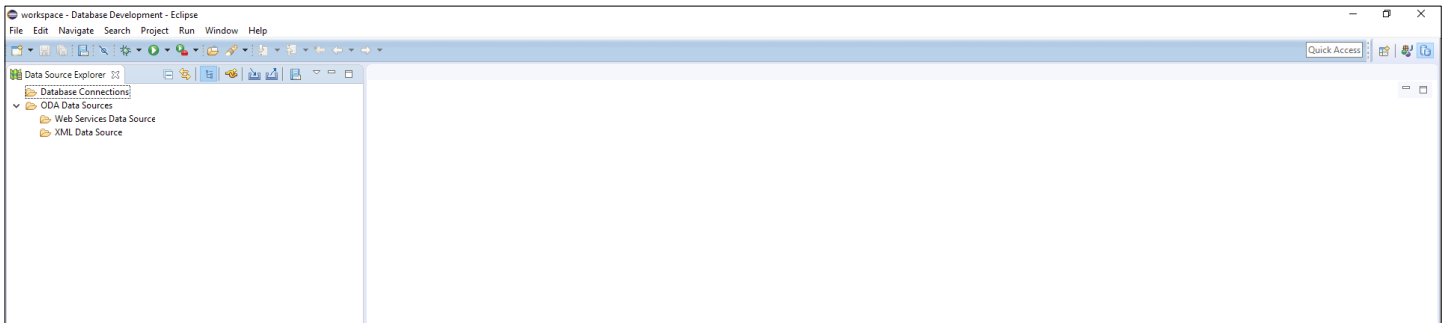 workspace - Database Development - Eclipse
File Edit Navigate Search Project Run Window Help
Quick Access
Data Source Explorer
Database Connections
ODA Data Sources
Web Services Data Source
XML Data Source